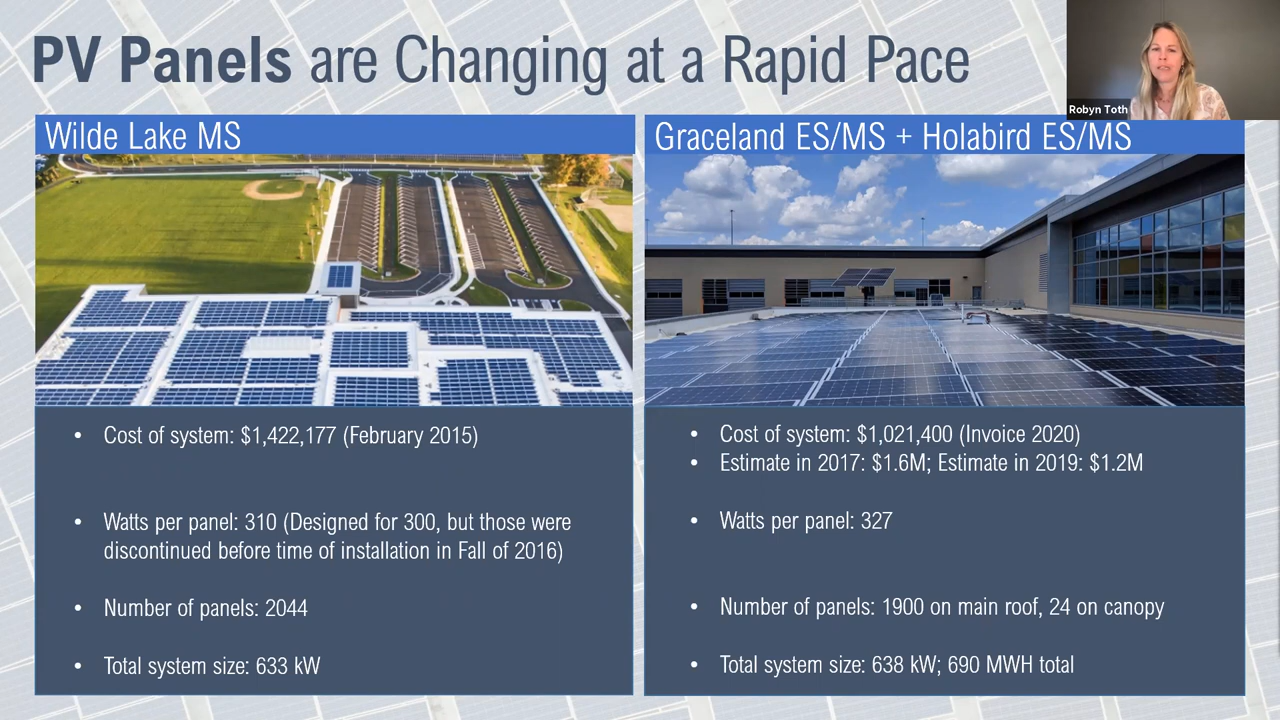 PV Panels are Changing at a Rapid Pace
Robyn Toth
Wilde Lake MS
• Cost of system: $1,422,177 (February 2015)
• Watts per panel: 310 (Designed for 300, but those were
discontinued before time of installation in Fall of 2016)
• Number of panels: 2044
• Total system size: 633 kW
Graceland ES/MS + Holabird ES/MS
• Cost of system: $1,021,400 (Invoice 2020)
• Estimate in 2017: $1.6M; Estimate in 2019: $1.2M
• Watts per panel: 327
• Number of panels: 1900 on main roof, 24 on canopy
• Total system size: 638 kW; 690 MWH total